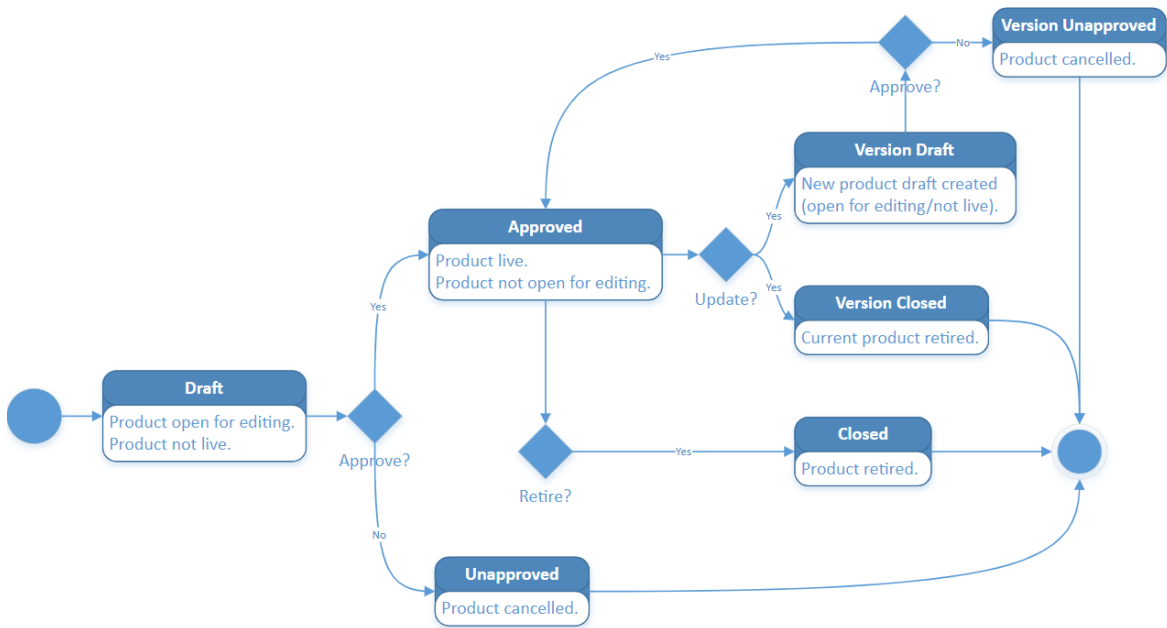 Version Unapproved
Product cancelled.
No
Yes
Approve?
Version Draft
New product draft created
(open for editing/not live).
Yes
Approved
Product live.
Product not open for editing.
Update?
Yes
Version Closed
Current product retired.
Yes
Draft
Product open for editing.
Product not live.
Approve?
Closed
Product retired.
Yes
Retire?
No
Unapproved
Product cancelled.